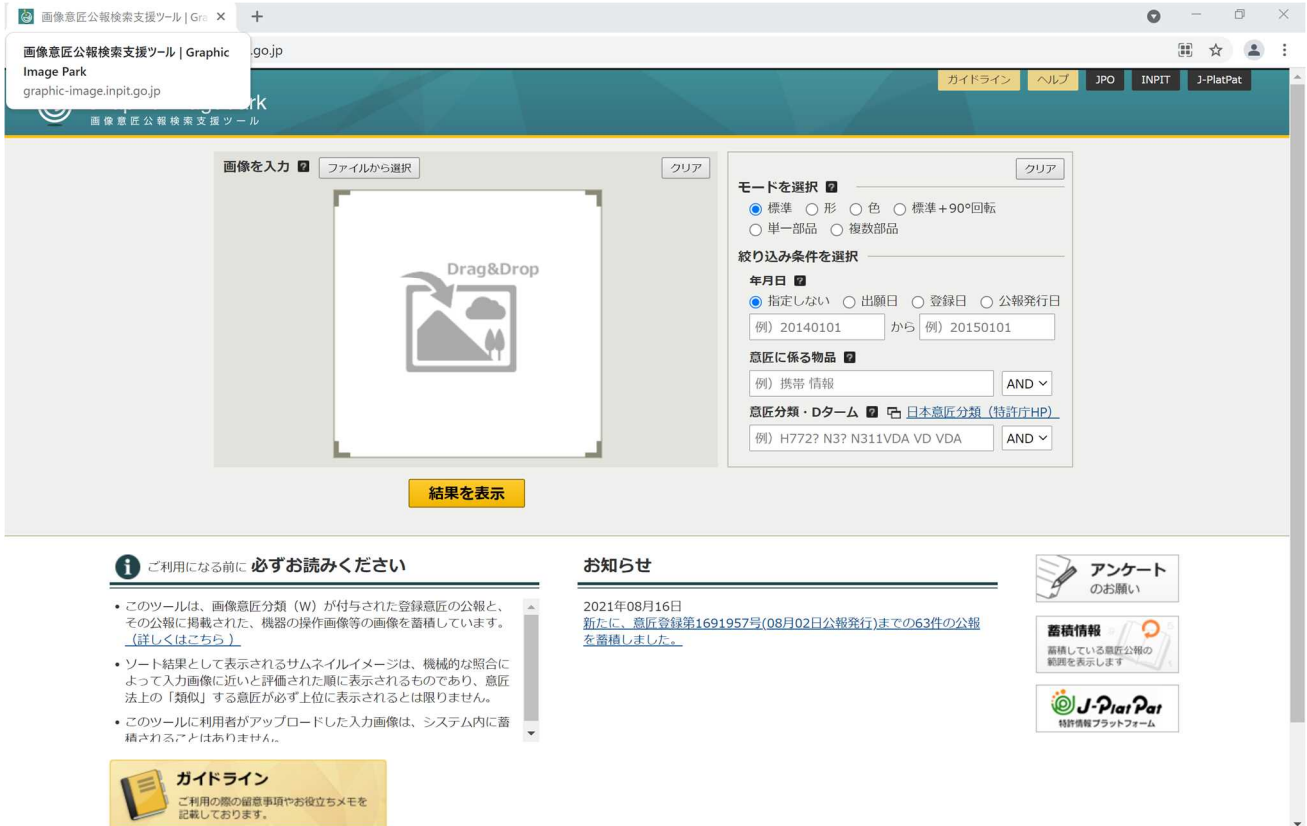 画像意匠公報検索支援ツール | Gra
画像意匠公報検索支援ツール | Graphic
Image Park
graphic-image.inpit.go.jp
.go.jp
ガイドライン ヘルプ JPO INPIT J-PlatPat
rk
画像意匠公報検索支援ツール
画像を入力 ? ファイルから選択 クリア
Drag&Drop
結果を表示
クリア
モードを選択 ?
標準 形 色 標準+90°回転
単一部品 複数部品
絞り込み条件を選択
年月日 ?
指定しない 出願日 登録日 公報発行日
例）20140101 から 例）20150101
意匠に係る物品 ?
例）携帯 情報 AND
意匠分類・Dターム ? 日本意匠分類（特許庁HP）
例）H772? N3? N311VDA VD VDA AND
ご利用になる前に 必ずお読みください
・このツールは、画像意匠分類（W）が付与された登録意匠の公報と、
その公報に掲載された、機器の操作画像等の画像を蓄積しています。
（詳しくはこちら ）
・ソート結果として表示されるサムネイルイメージは、機械的な照合に
よって入力画像に近いと評価された順に表示されるものであり、意匠
法上の「類似」する意匠が必ず上位に表示されるとは限りません。
・このツールに利用者がアップロードした入力画像は、システム内に蓄
積されることはありません。
ガイドライン
ご利用の際の留意事項やお役立ちメモを
記載しております。
お知らせ
2021年08月16日
新たに、意匠登録第1691957号(08月02日公報発行)までの63件の公報
を蓄積しました。
アンケート
のお願い
蓄積情報
蓄積している意匠公報の
範囲を表示します
J-PlatPat
特許情報プラットフォーム